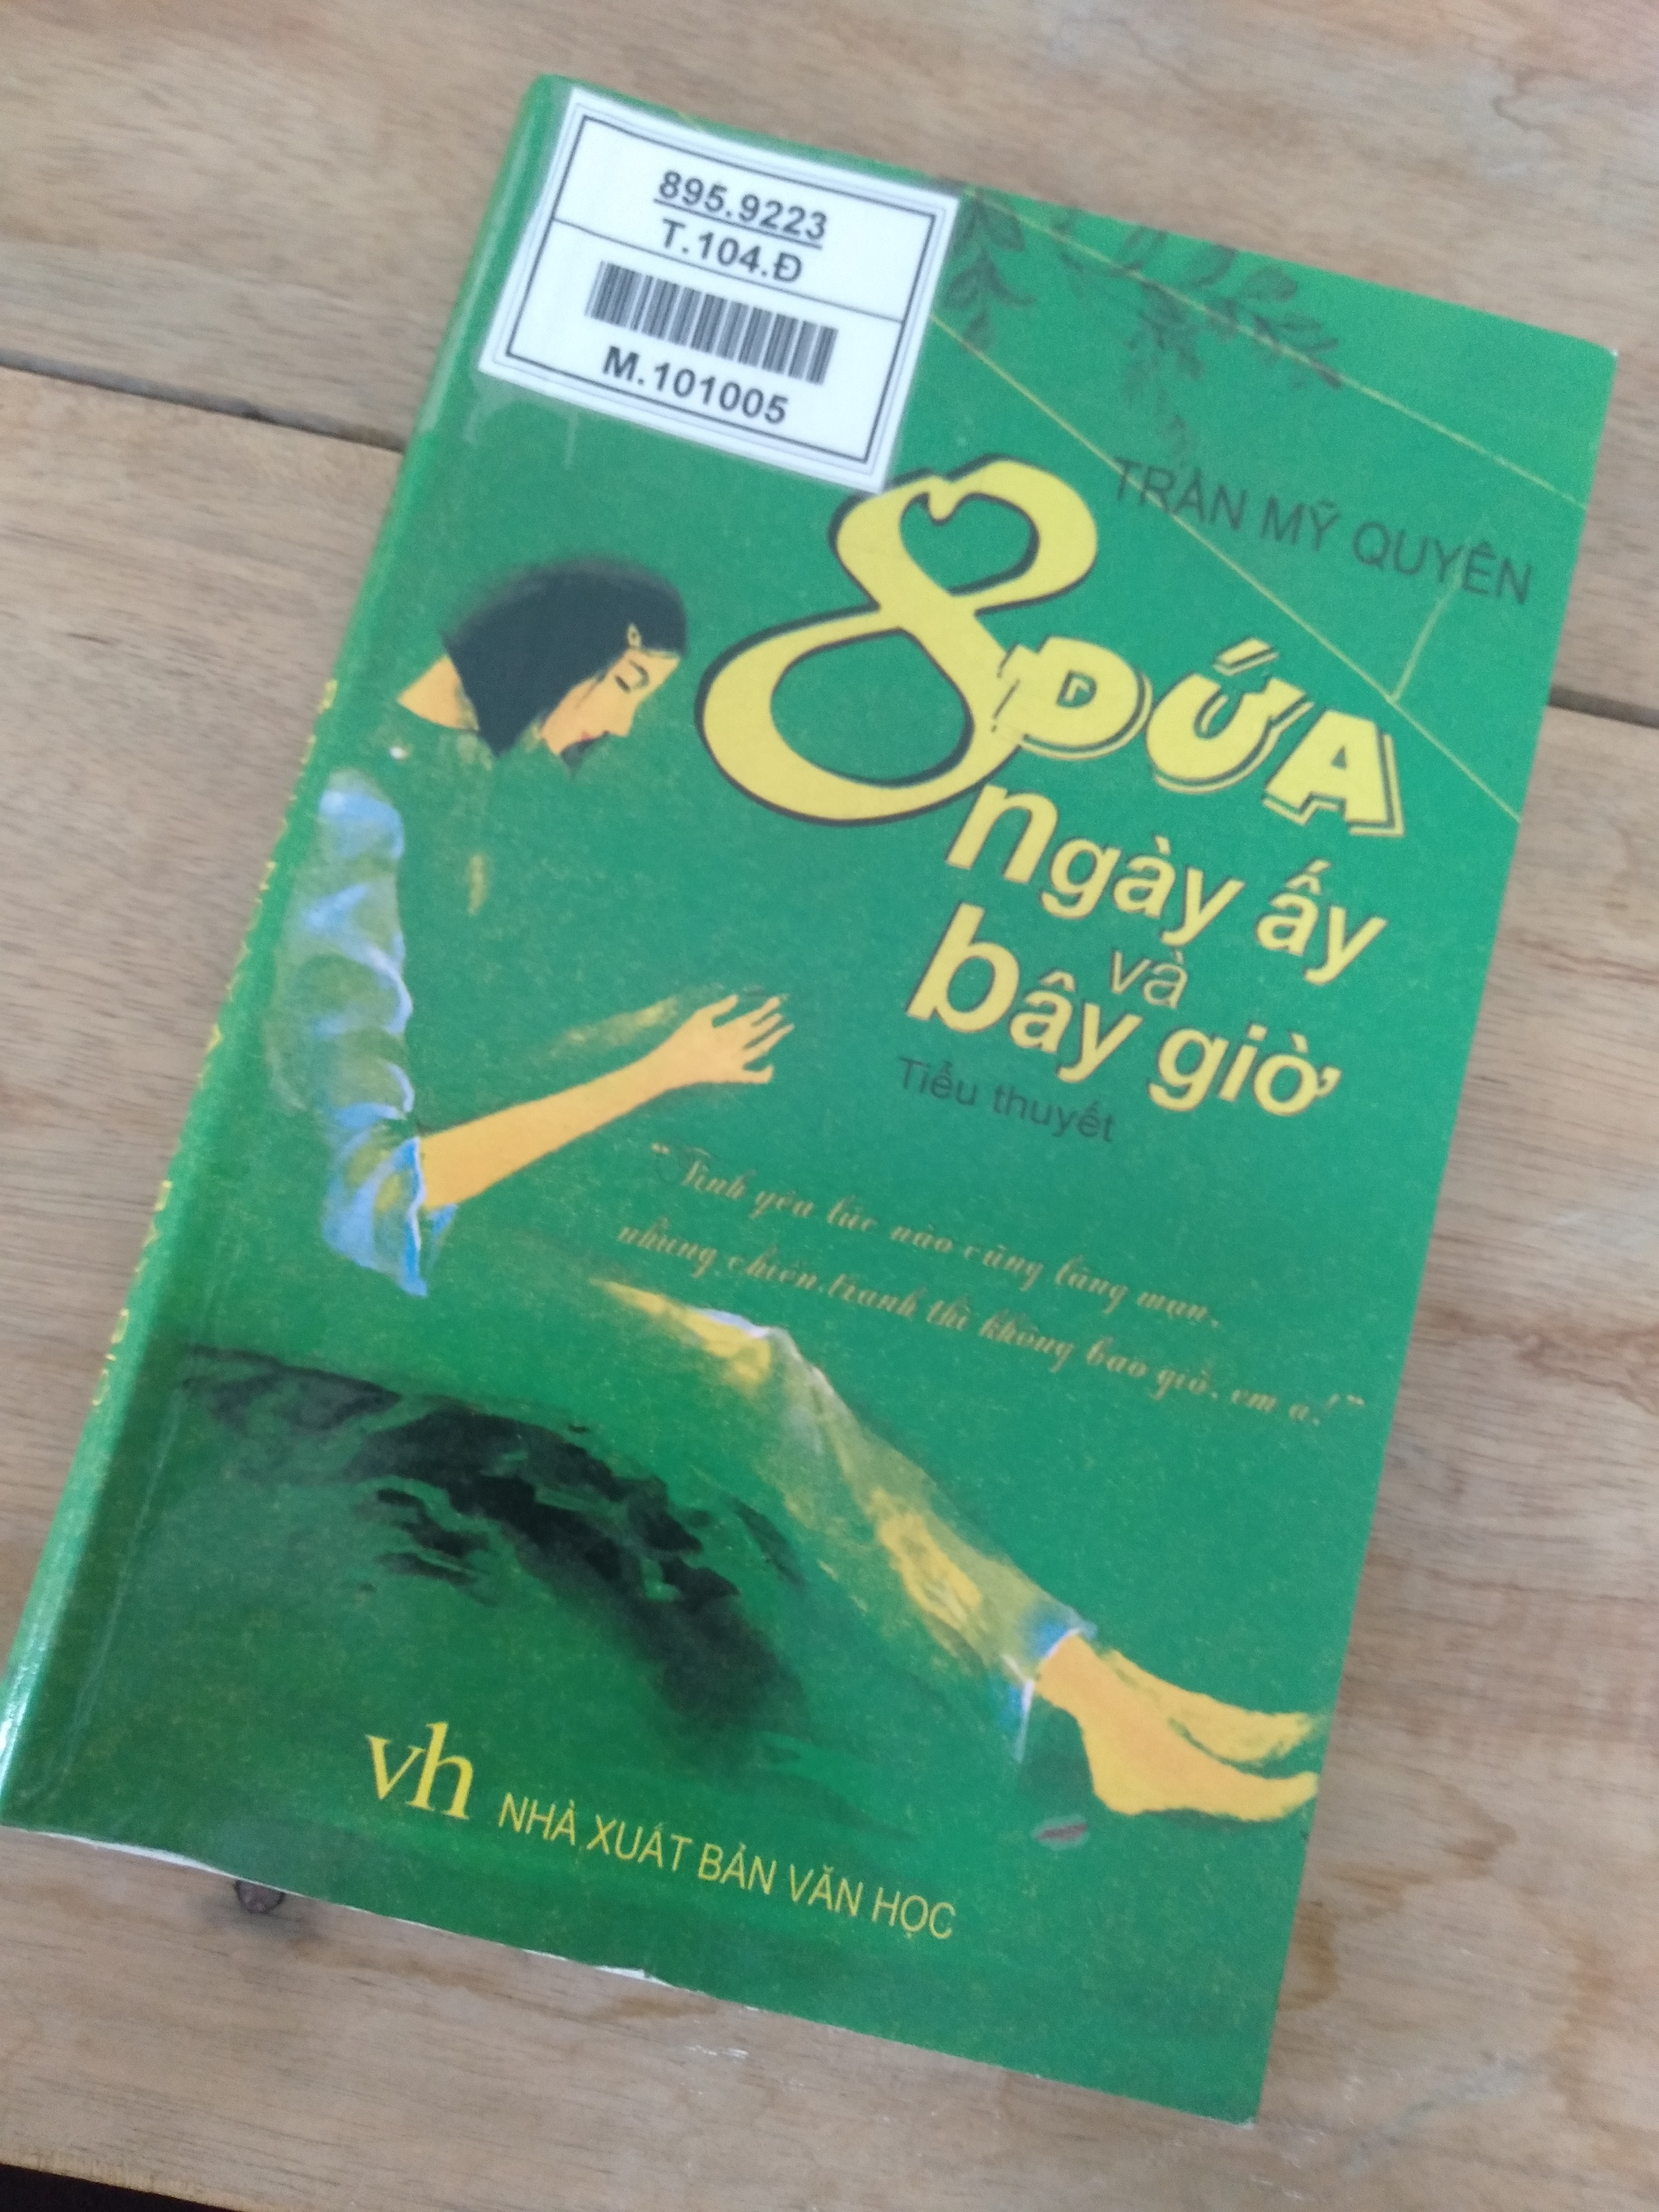 895.9223
T.104.Đ
M.101005
TRẦN MỸ QUYÊN
8 ĐỨA
ngày ấy
và
bây giờ
Tiểu thuyết
"Tình yêu lúc nào cũng lãng mạn,
nhưng chiến tranh thì không bao giờ, em ạ!"
vh NHÀ XUẤT BẢN VĂN HỌC